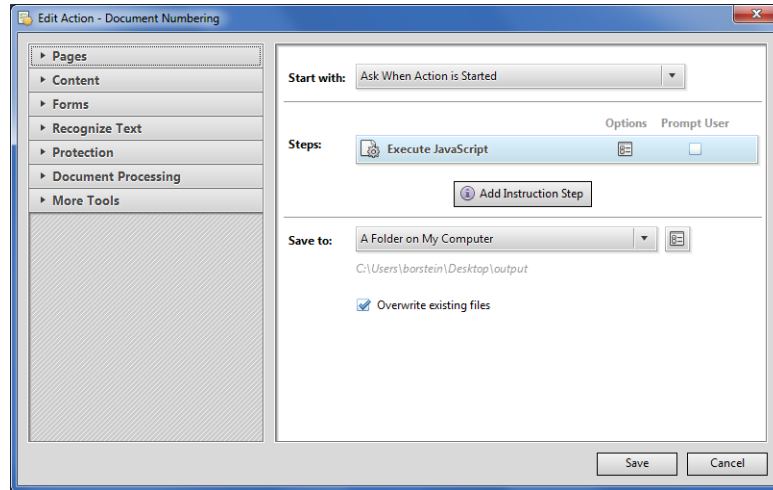 Edit Action - Document Numbering
Pages
Content
Forms
Recognize Text
Protection
Document Processing
More Tools
Start with: Ask When Action is Started
Options Prompt User
Steps: Execute JavaScript
Add Instruction Step
Save to: A Folder on My Computer
C:\Users\borstein\Desktop\output
Overwrite existing files
Save Cancel